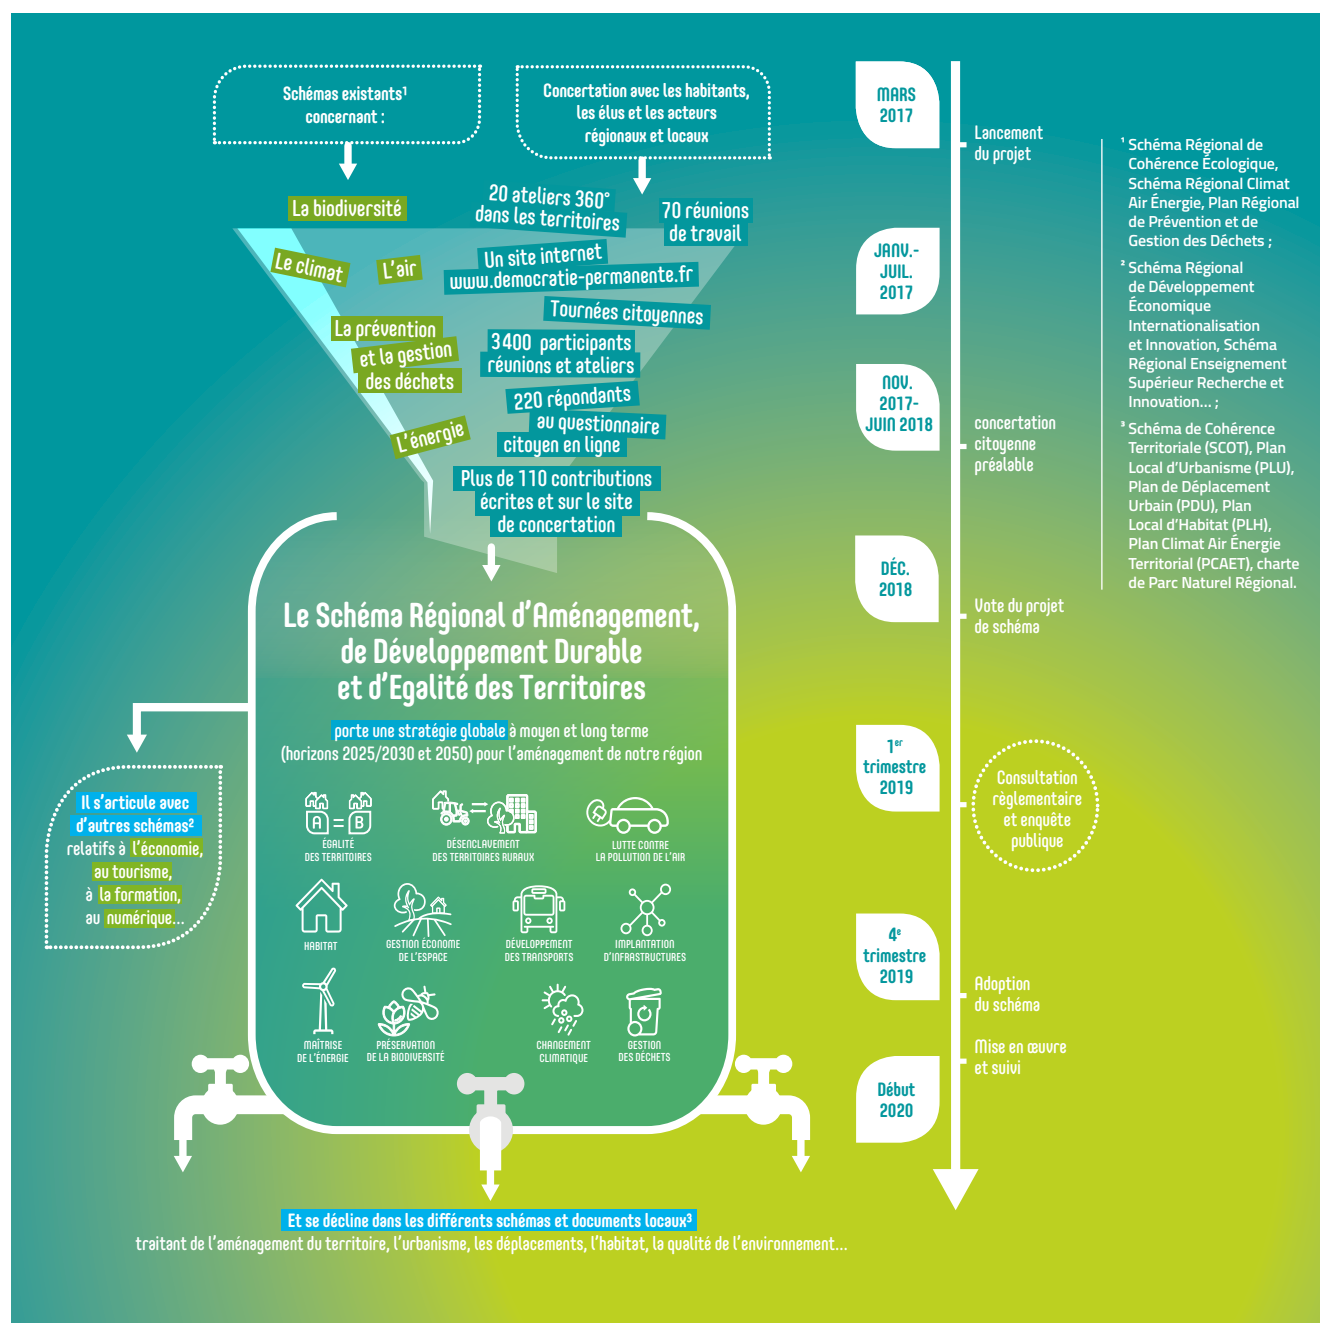 Schémas existants¹
concernant :
Concertation avec les habitants,
les élus et les acteurs
régionaux et locaux
La biodiversité
Le climat
L'air
La prévention
et la gestion
des déchets
L'énergie
20 ateliers 360°
dans les territoires
70 réunions
de travail
Un site internet
www.democratie-permanente.fr
Tournées citoyennes
3400 participants
réunions et ateliers
220 répondants
au questionnaire
citoyen en ligne
Plus de 110 contributions
écrites et sur le site
de concertation
Le Schéma Régional d'Aménagement,
de Développement Durable
et d'Egalité des Territoires
porte une stratégie globale à moyen et long terme
(horizons 2025/2030 et 2050) pour l'aménagement de notre région
A = B
ÉGALITÉ
DES TERRITOIRES
DÉSENCLAVEMENT
DES TERRITOIRES RURAUX
LUTTE CONTRE
LA POLLUTION DE L'AIR
HABITAT
GESTION ÉCONOME
DE L'ESPACE
DÉVELOPPEMENT
DES TRANSPORTS
IMPLANTATION
D'INFRASTRUCTURES
MAÎTRISE
DE L'ÉNERGIE
PRÉSERVATION
DE LA BIODIVERSITÉ
CHANGEMENT
CLIMATIQUE
GESTION
DES DÉCHETS
Il s'articule avec
d'autres schémas²
relatifs à l'économie,
au tourisme,
à la formation,
au numérique...
Et se décline dans les différents schémas et documents locaux³
traitant de l'aménagement du territoire, l'urbanisme, les déplacements, l'habitat, la qualité de l'environnement...
MARS
2017
Lancement
du projet
JANV.-
JUIL.
2017
NOV.
2017-
JUIN 2018
concertation
citoyenne
préalable
DÉC.
2018
Vote du projet
de schéma
1er
trimestre
2019
Consultation
règlementaire
et enquête
publique
4e
trimestre
2019
Adoption
du schéma
Mise en œuvre
et suivi
Début
2020
¹ Schéma Régional de
Cohérence Écologique,
Schéma Régional Climat
Air Énergie, Plan Régional
de Prévention et de
Gestion des Déchets ;
² Schéma Régional
de Développement
Économique
Internationalisation
et Innovation, Schéma
Régional Enseignement
Supérieur Recherche et
Innovation... ;
³ Schéma de Cohérence
Territoriale (SCOT), Plan
Local d'Urbanisme (PLU),
Plan de Déplacement
Urbain (PDU), Plan
Local d'Habitat (PLH),
Plan Climat Air Énergie
Territorial (PCAET), charte
de Parc Naturel Régional.